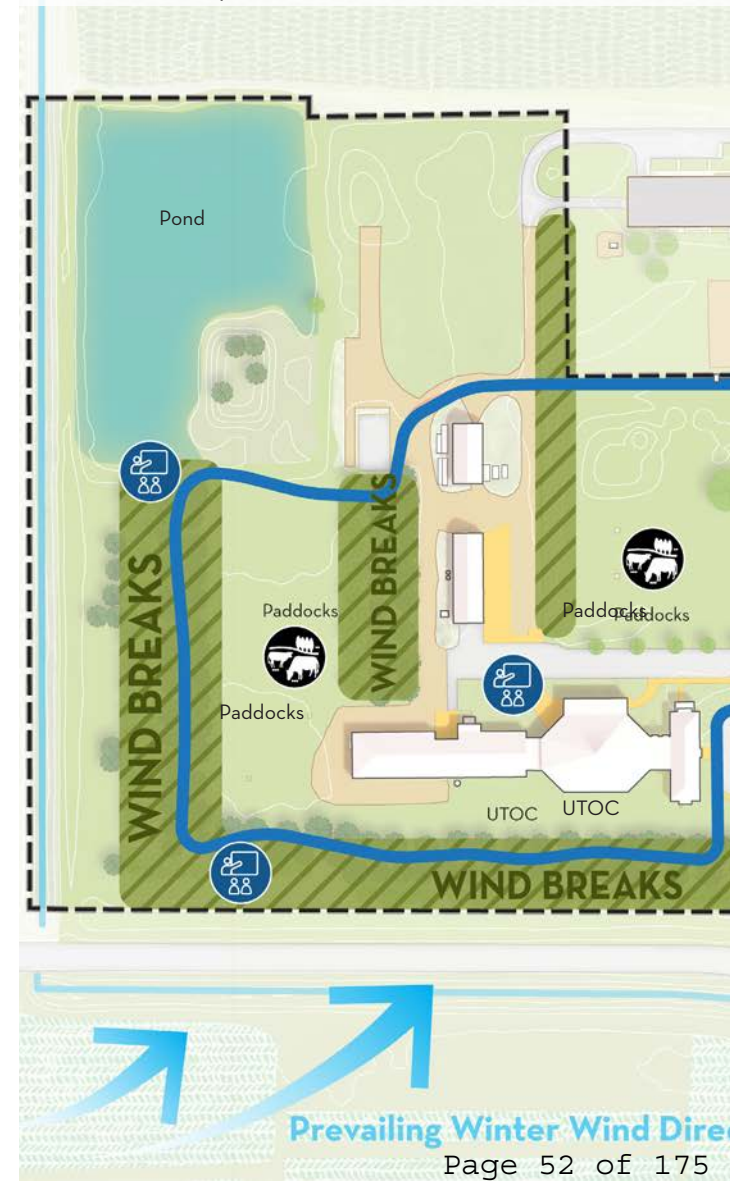 Pond
WIND BREAKS
WIND BREAKS
Paddocks
Paddocks
Paddocks
Paddocks
UTOC
UTOC
WIND BREAKS
Prevailing Winter Wind Dire
Page 52 of 175